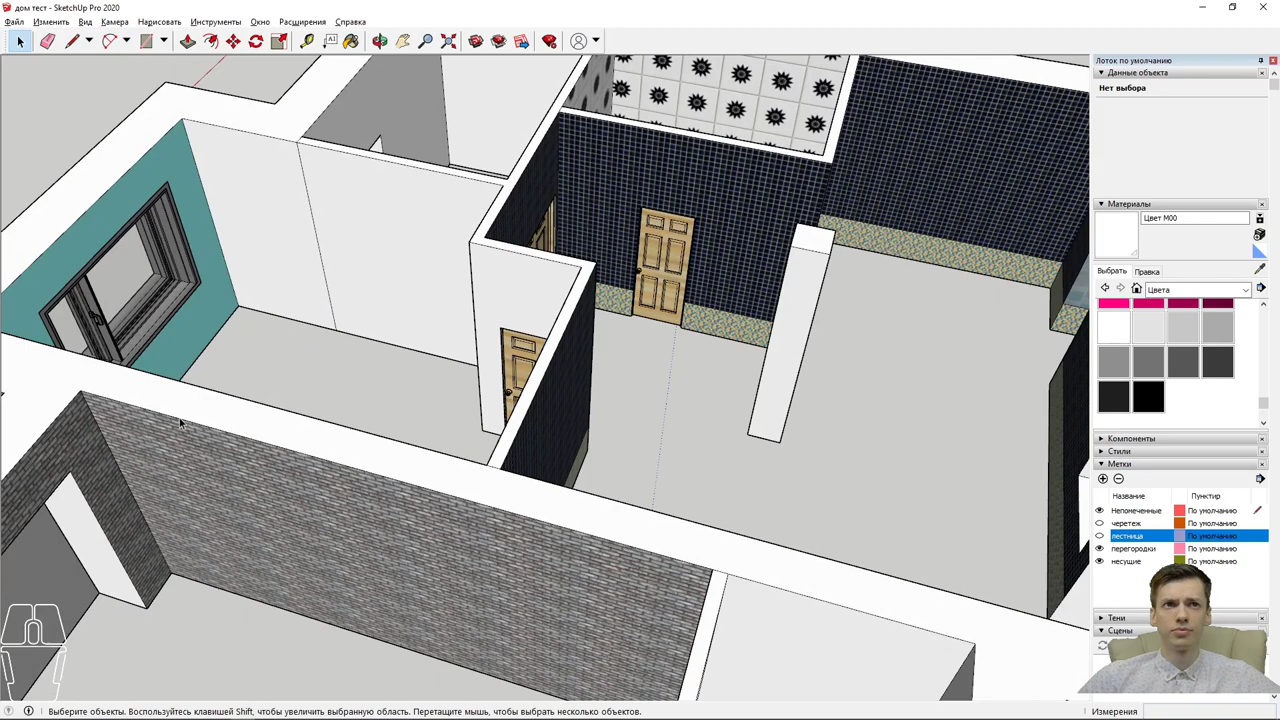 дом тест - SketchUp Pro 2020
Файл Изменить Вид Камера Нарисовать Инструменты Окно Расширения Справка
Лоток по умолчанию
Данные объекта
Нет выбора
Материалы
Цвет M00
Выбрать Правка
Цвета
Компоненты
Стили
Метки
Название Пунктир
Непомеченные По умолчанию
черетеж По умолчанию
лестница По умолчанию
перегородки По умолчанию
несущие По умолчанию
Тени
Сцены
Выберите объекты. Воспользуйтесь клавишей Shift, чтобы увеличить выбранную область. Перетащите мышь, чтобы выбрать несколько объектов.
Измерения